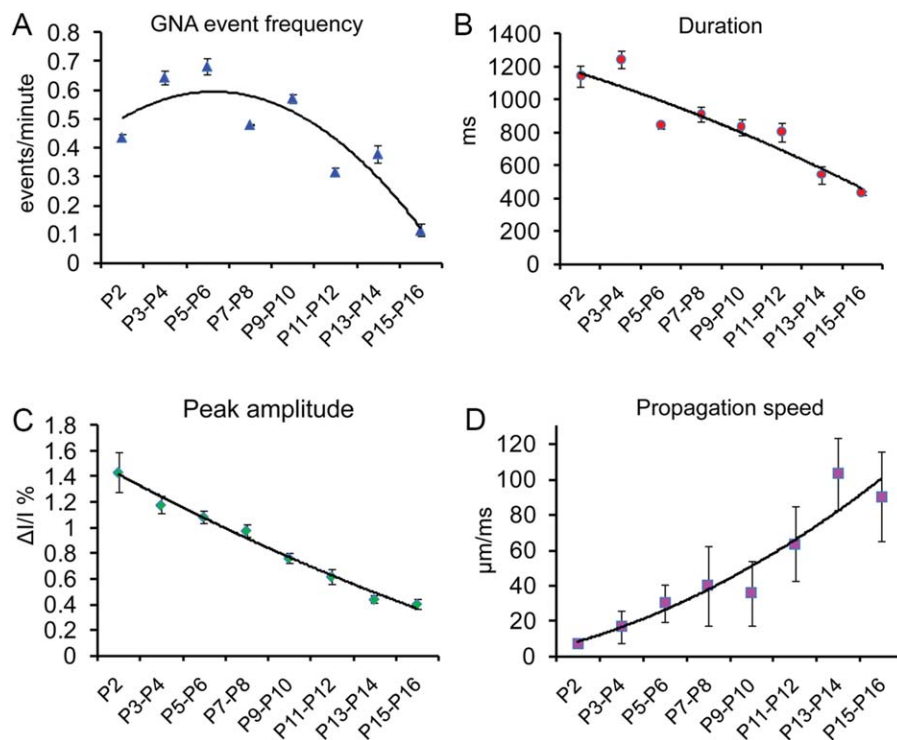 A
GNA event frequency
events/minute
0.8
0.7
0.6
0.5
0.4
0.3
0.2
0.1
0
P2
P3-P4
P5-P6
P7-P8
P9-P10
P11-P12
P13-P14
P15-P16
B
Duration
ms
1400
1200
1000
800
600
400
200
0
P2
P3-P4
P5-P6
P7-P8
P9-P10
P11-P12
P13-P14
P15-P16
C
Peak amplitude
ΔI/I %
1.8
1.6
1.4
1.2
1
0.8
0.6
0.4
0.2
0
P2
P3-P4
P5-P6
P7-P8
P9-P10
P11-P12
P13-P14
P15-P16
D
Propagation speed
µm/ms
120
100
80
60
40
20
0
P2
P3-P4
P5-P6
P7-P8
P9-P10
P11-P12
P13-P14
P15-P16